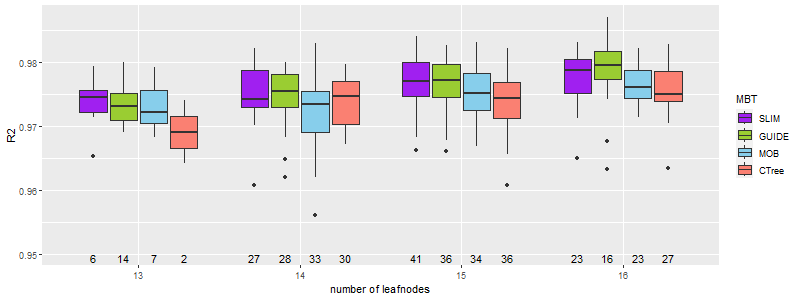 0.98
0.97
0.96
0.95
R2
6 14 7 2 27 28 33 30 41 36 34 36 23 16 23 27
13 14 15 16
number of leafnodes
MBT
SLIM
GUIDE
MOB
CTree